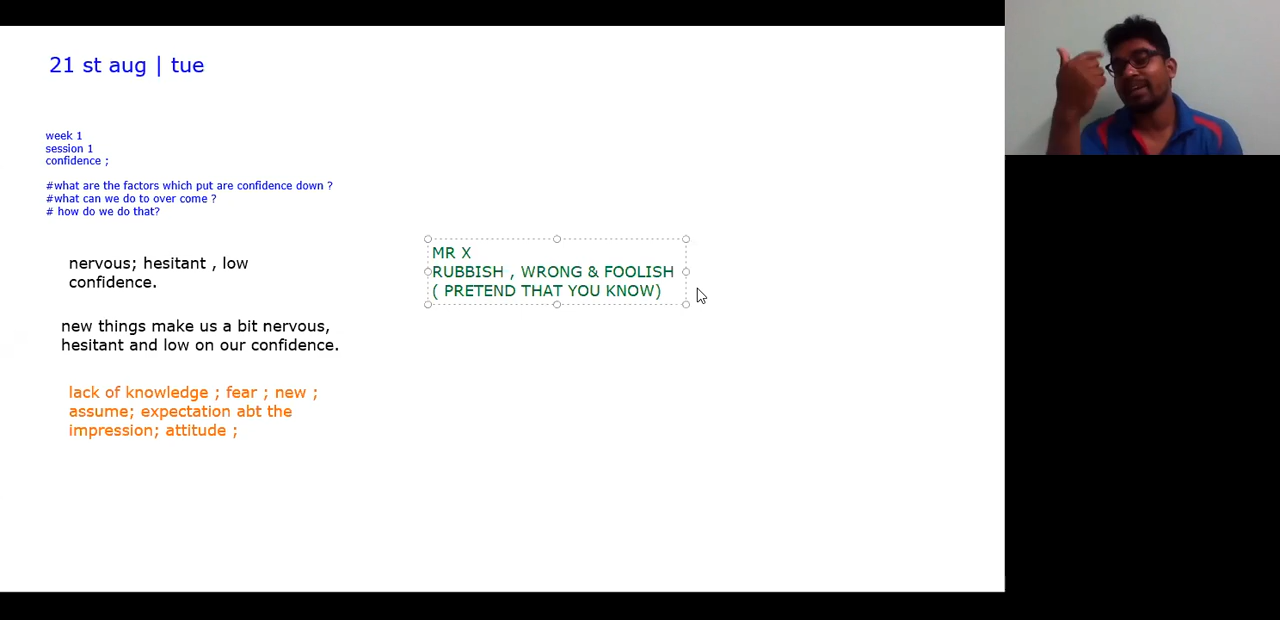 21 st aug | tue
week 1
session 1
confidence ;
#what are the factors which put are confidence down ?
#what can we do to over come ?
# how do we do that?
nervous; hesitant , low
confidence.
new things make us a bit nervous,
hesitant and low on our confidence.
lack of knowledge ; fear ; new ;
assume; expectation abt the
impression; attitude ;
MR X
RUBBISH , WRONG & FOOLISH
( PRETEND THAT YOU KNOW)